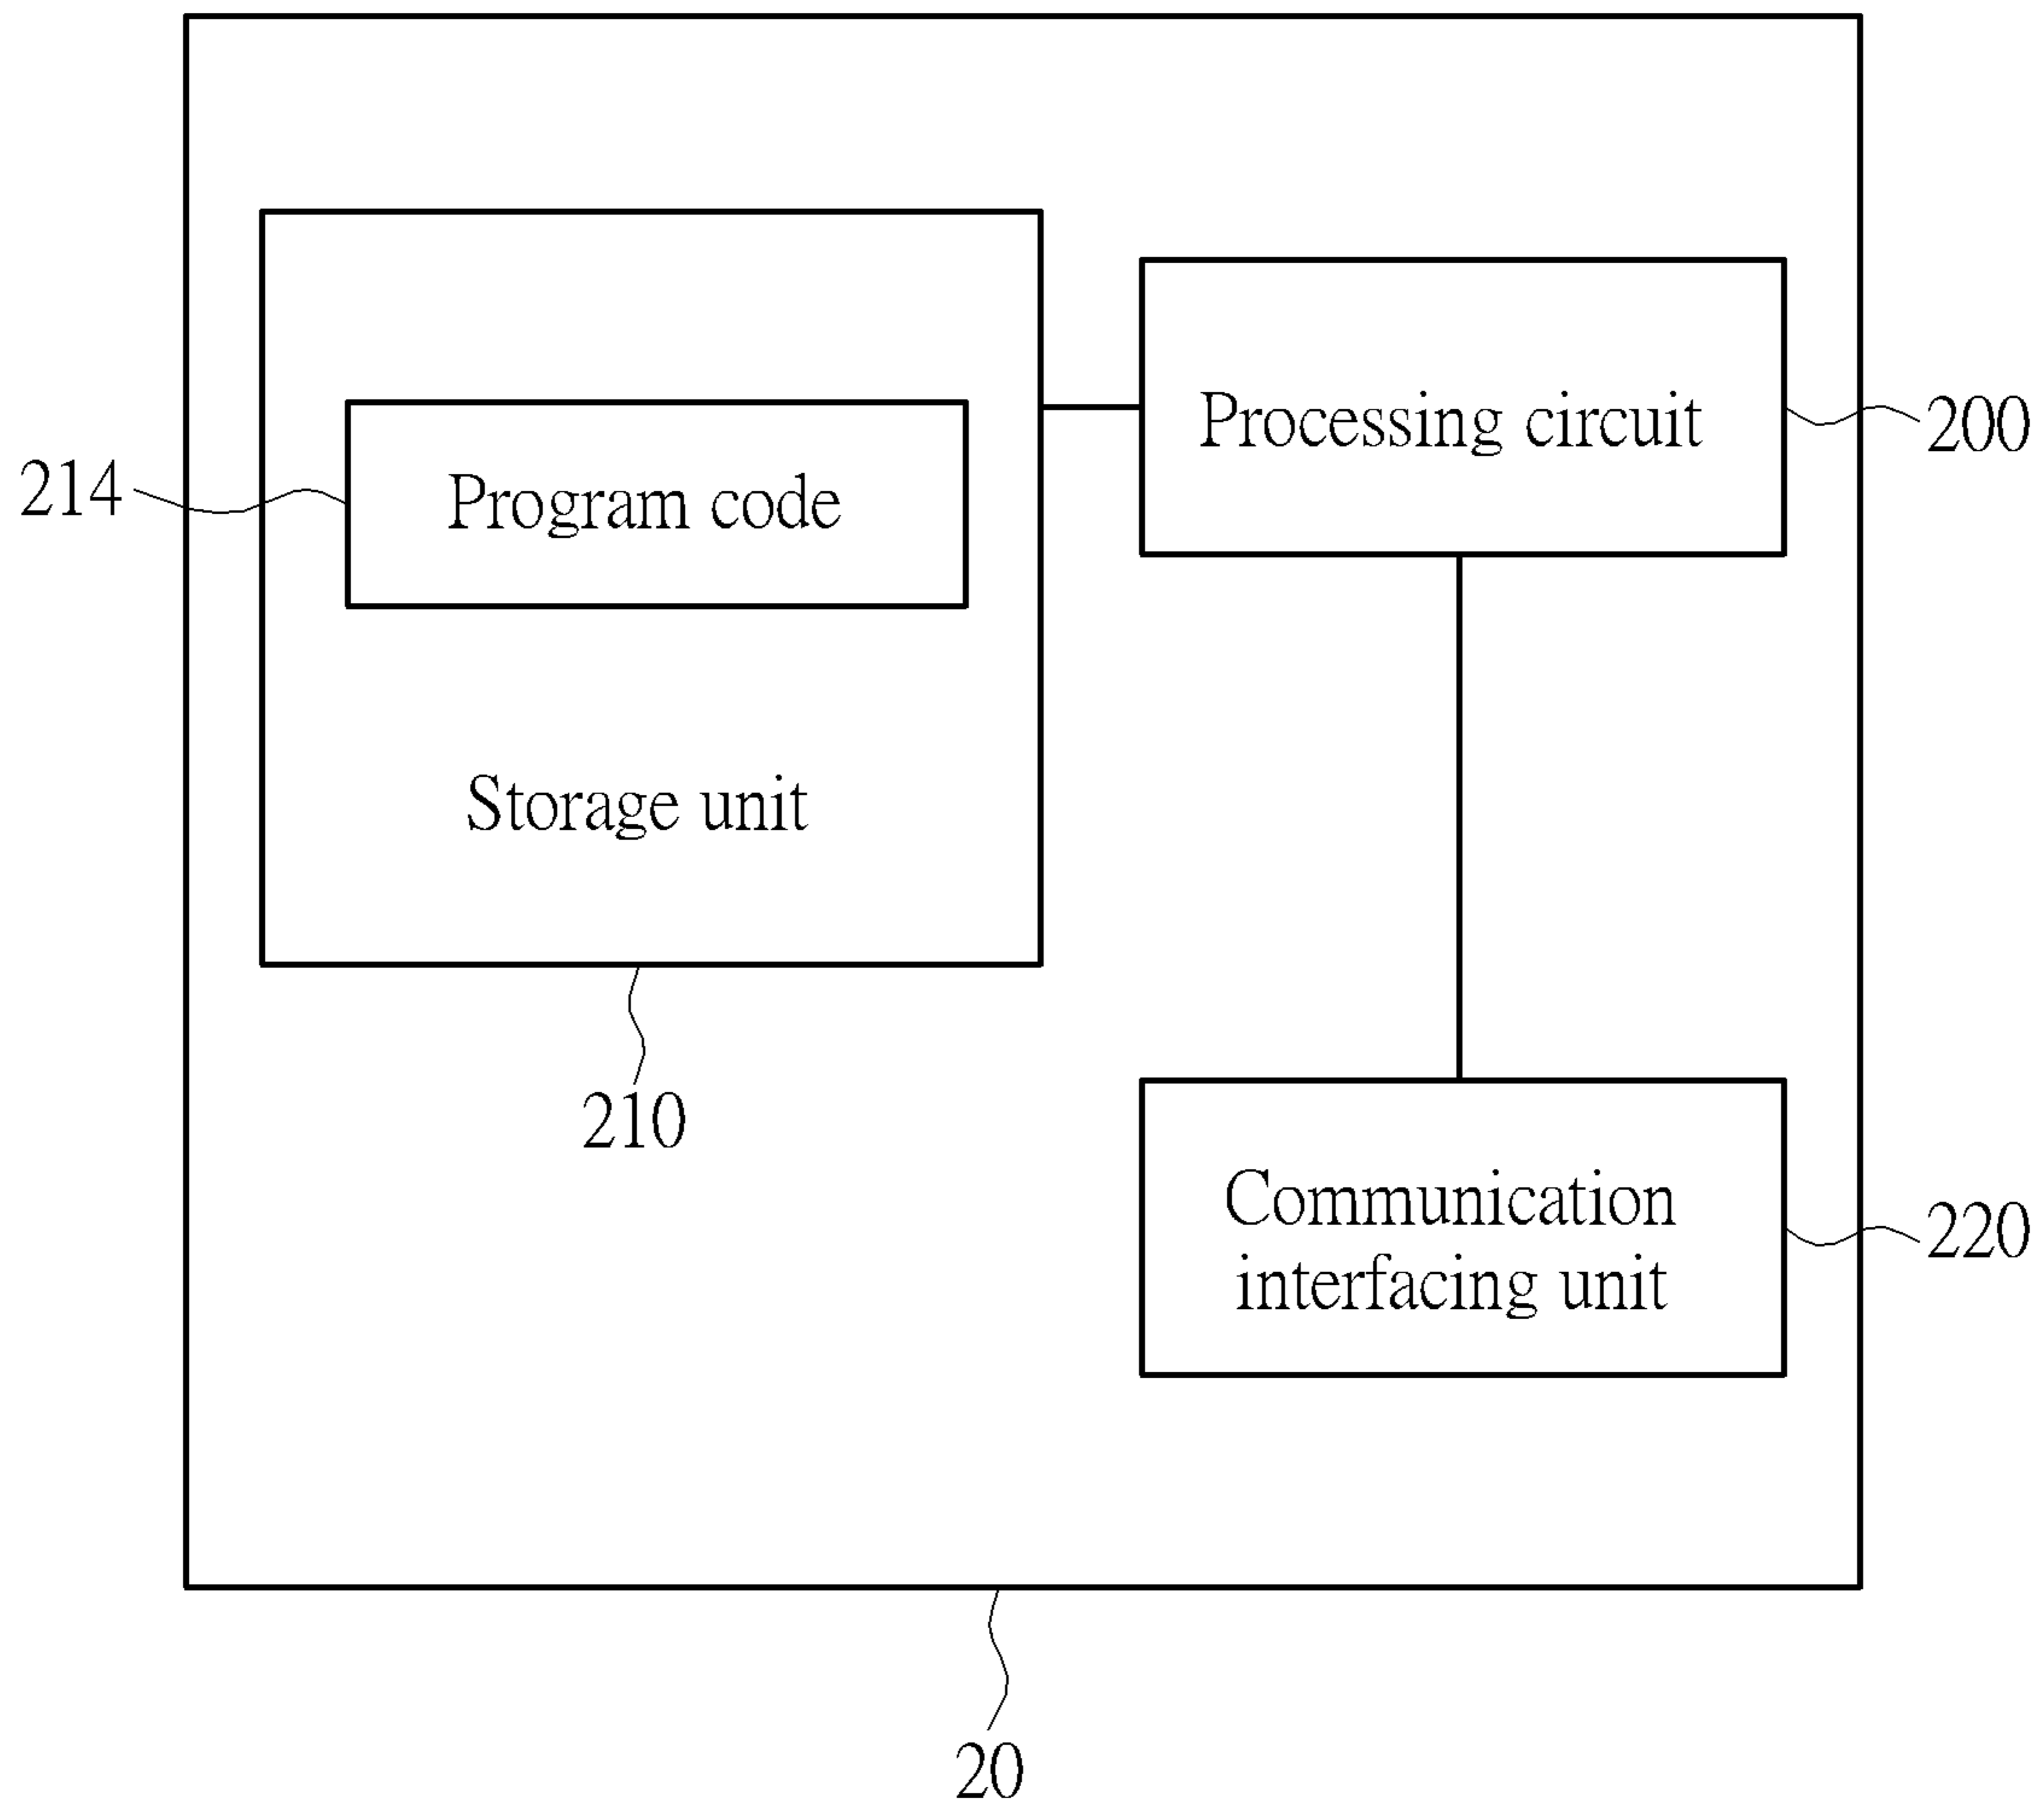 Processing circuit
200
214
Program code
Storage unit
210
Communication
interfacing unit
220
20